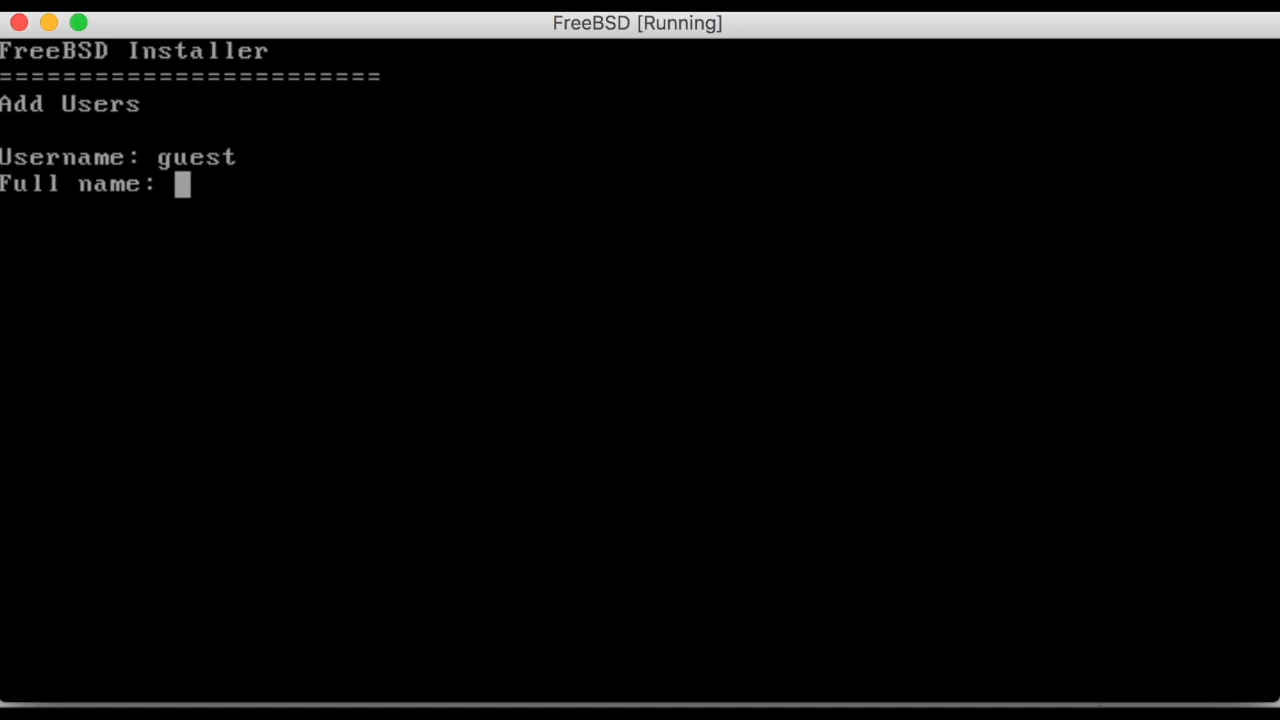 FreeBSD [Running]
FreeBSD Installer
========================
Add Users
Username: guest
Full name: